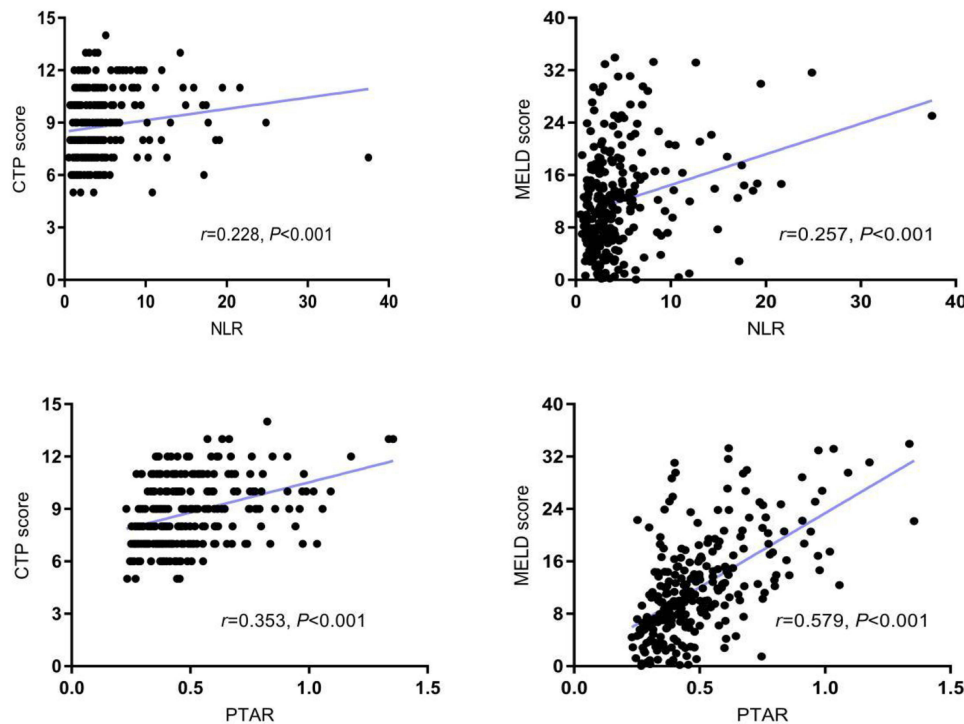 15
12
9
6
3
0
CTP score
r=0.228, P<0.001
0 10 20 30 40
NLR
40
32
24
16
8
0
MELD score
r=0.257, P<0.001
0 10 20 30 40
NLR
15
12
9
6
3
0
CTP score
r=0.353, P<0.001
0.0 0.5 1.0 1.5
PTAR
40
32
24
16
8
0
MELD score
r=0.579, P<0.001
0.0 0.5 1.0 1.5
PTAR